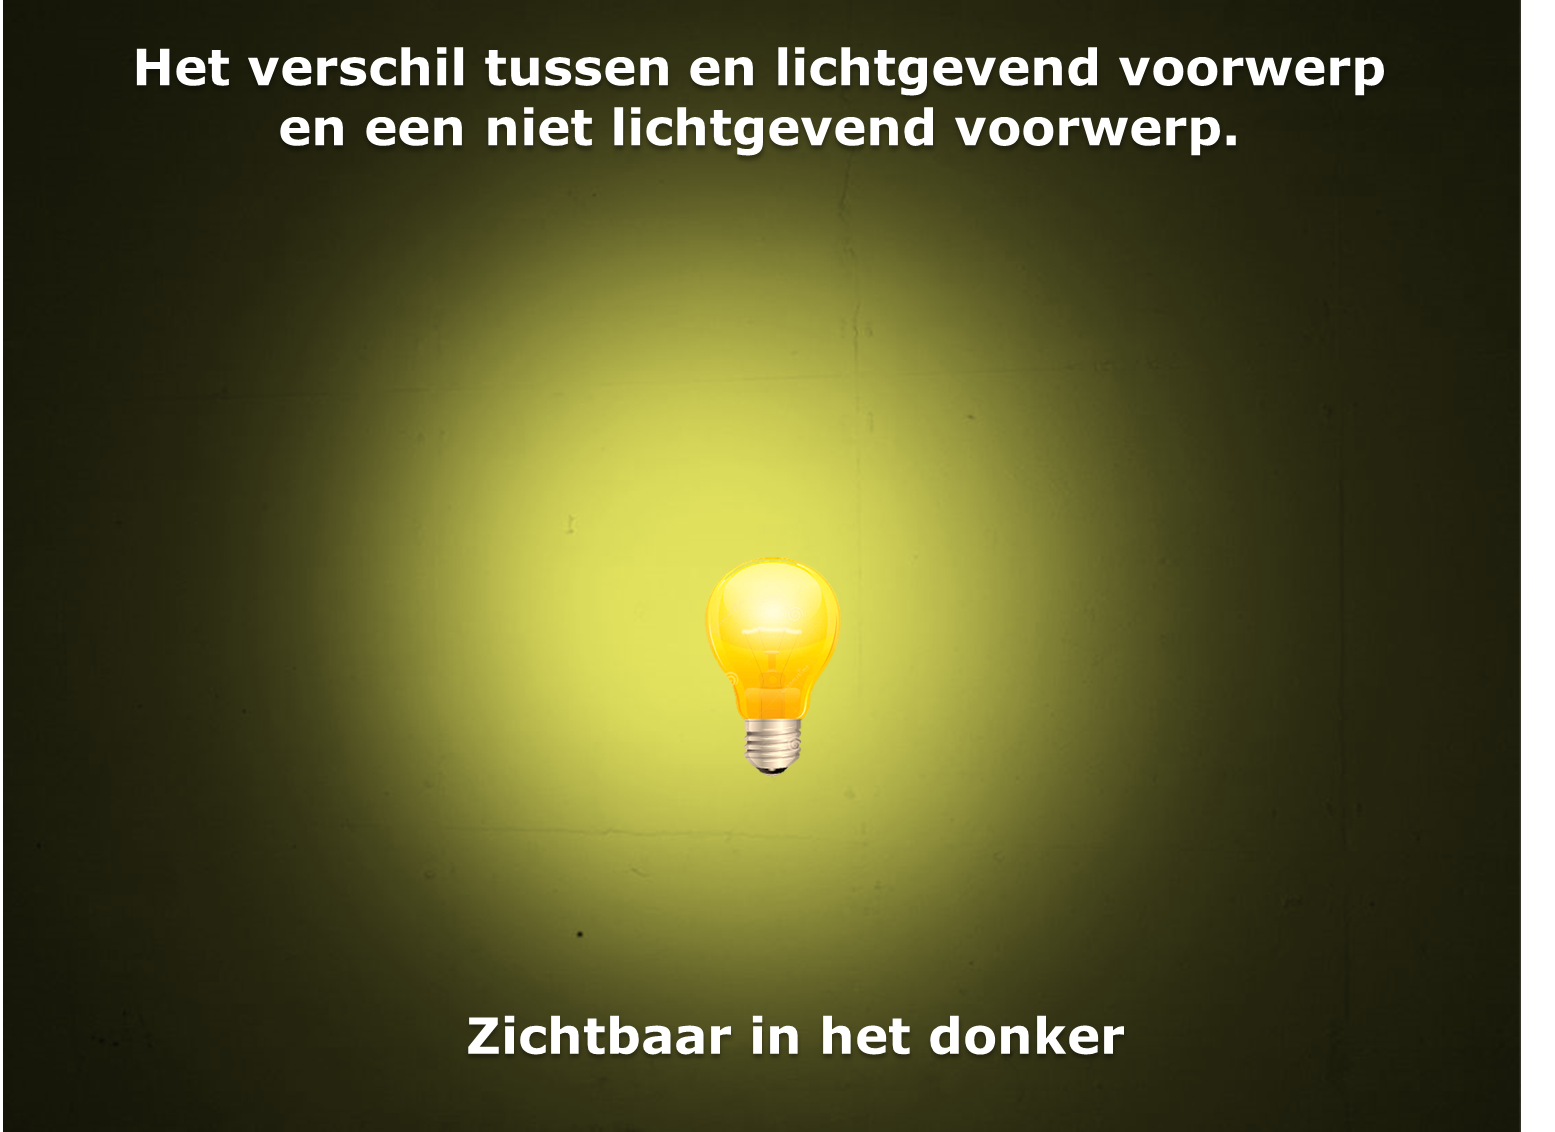 Het verschil tussen en lichtgevend voorwerp
en een niet lichtgevend voorwerp.
Zichtbaar in het donker